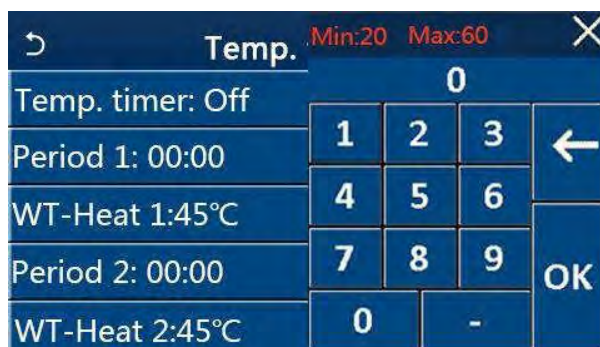 Temp.
Temp. timer: Off
Period 1: 00:00
WT-Heat 1:45℃
Period 2: 00:00
WT-Heat 2:45℃
Min:20 Max:60
0
1 2 3
4 5 6
7 8 9
0 -
OK